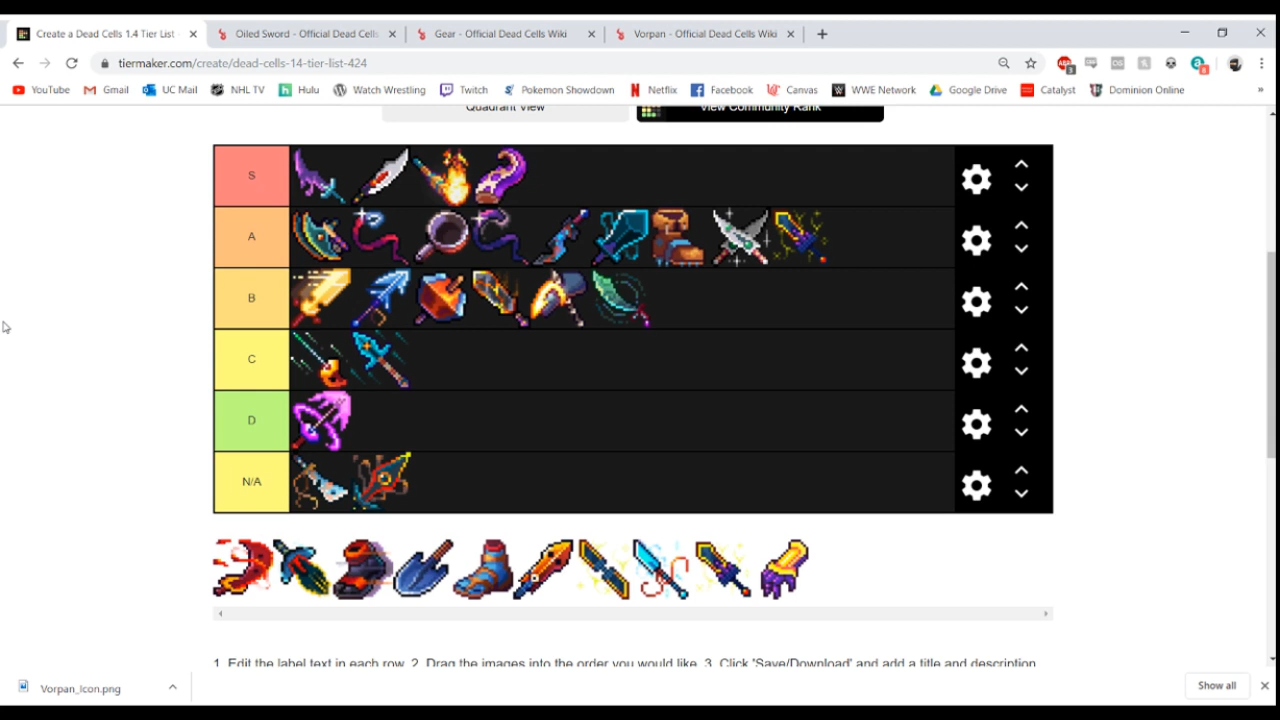 Create a Dead Cells 1.4 Tier List
Oiled Sword - Official Dead Cells
Gear - Official Dead Cells Wiki
Vorpan - Official Dead Cells Wiki
tiermaker.com/create/dead-cells-14-tier-list-424
YouTube Gmail UC Mail NHL TV Hulu Watch Wrestling Twitch Pokemon Showdown Netflix Facebook Canvas WWE Network Google Drive Catalyst Dominion Online »
Quadrant View
View Community Rank
S
A
B
C
D
N/A
1. Edit the label text in each row. 2. Drag the images into the order you would like. 3. Click 'Save/Download' and add a title and description.
Vorpan_Icon.png
Show all